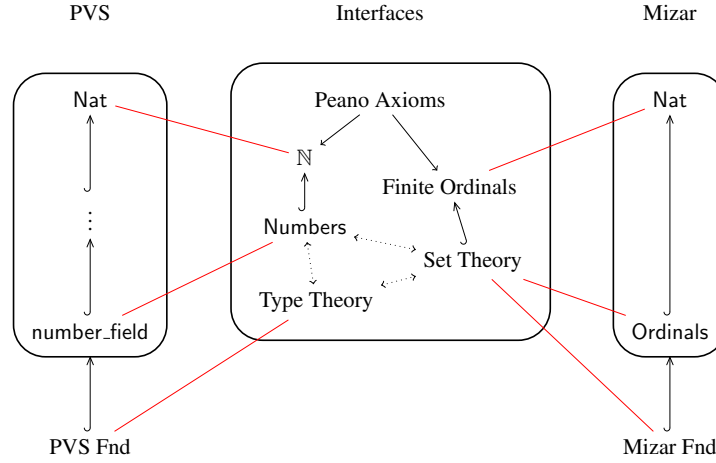 PVS Interfaces Mizar
Nat Peano Axioms Nat
ℕ
Finite Ordinals
⋮
Numbers
Set Theory
Type Theory
number_field Ordinals
PVS Fnd Mizar Fnd